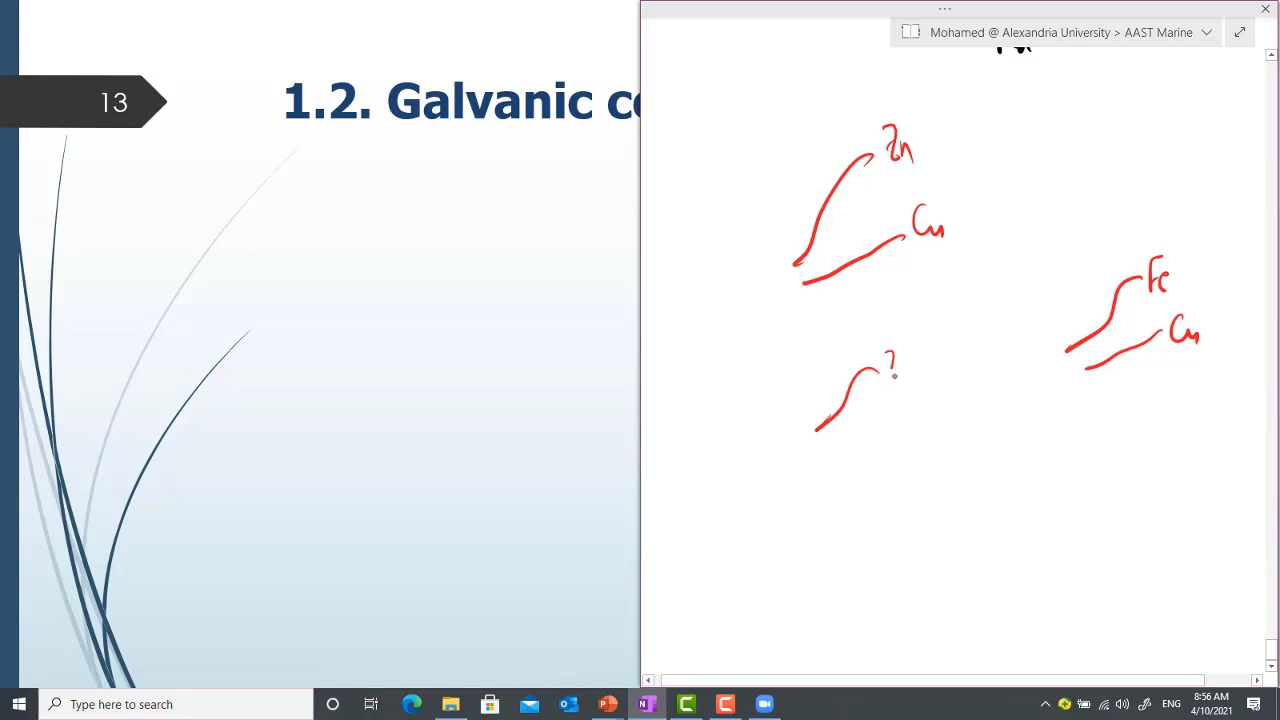 13
1.2. Galvanic co
Mohamed @ Alexandria University > AAST Marine
Zn
Cu
Fe
Cu
?
Type here to search
8:56 AM
4/10/2021